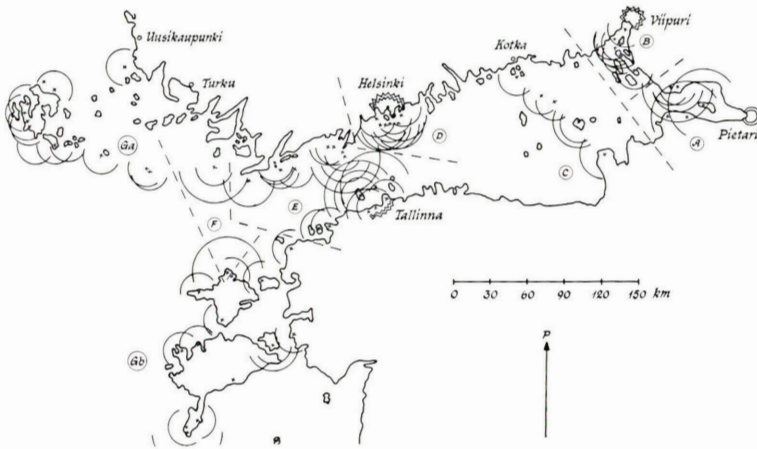 Uusikaupunki
Turku
Helsinki
Kotka
Viipuri
B
A
Pietari
D
C
Ga
E
F
Tallinna
0 30 60 90 120 150 km
Gb
P